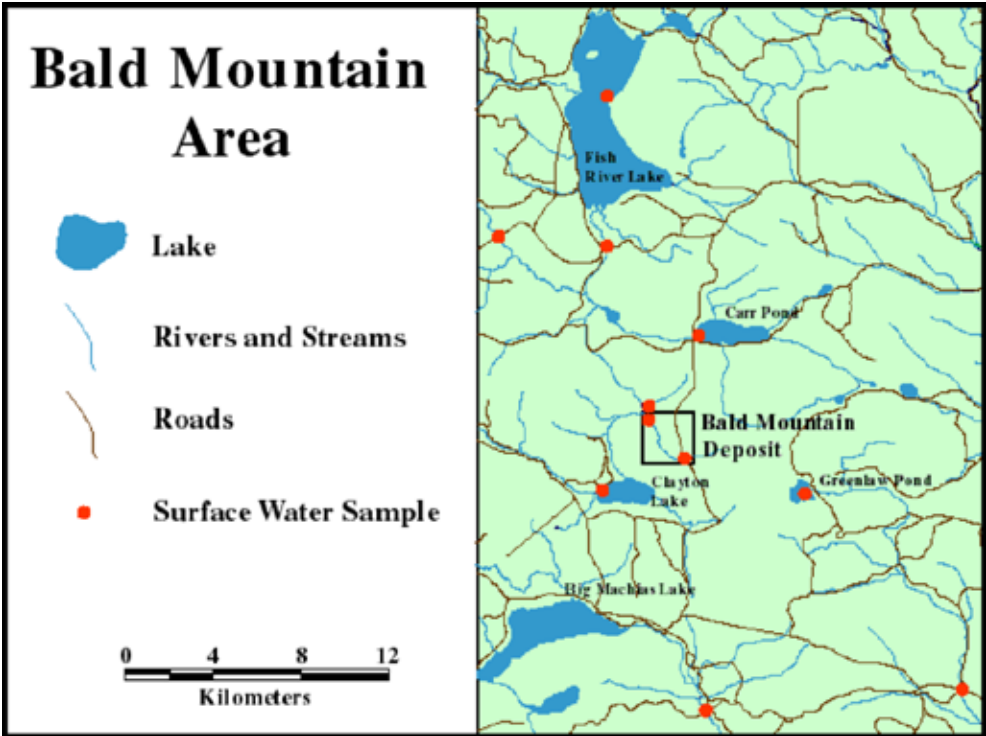 Bald Mountain
Area
Lake
Rivers and Streams
Roads
Surface Water Sample
0 4 8 12
Kilometers
Fish
River Lake
Carr Pond
Bald Mountain
Deposit
Clayton
Lake
Greenlaw Pond
Big Machias Lake